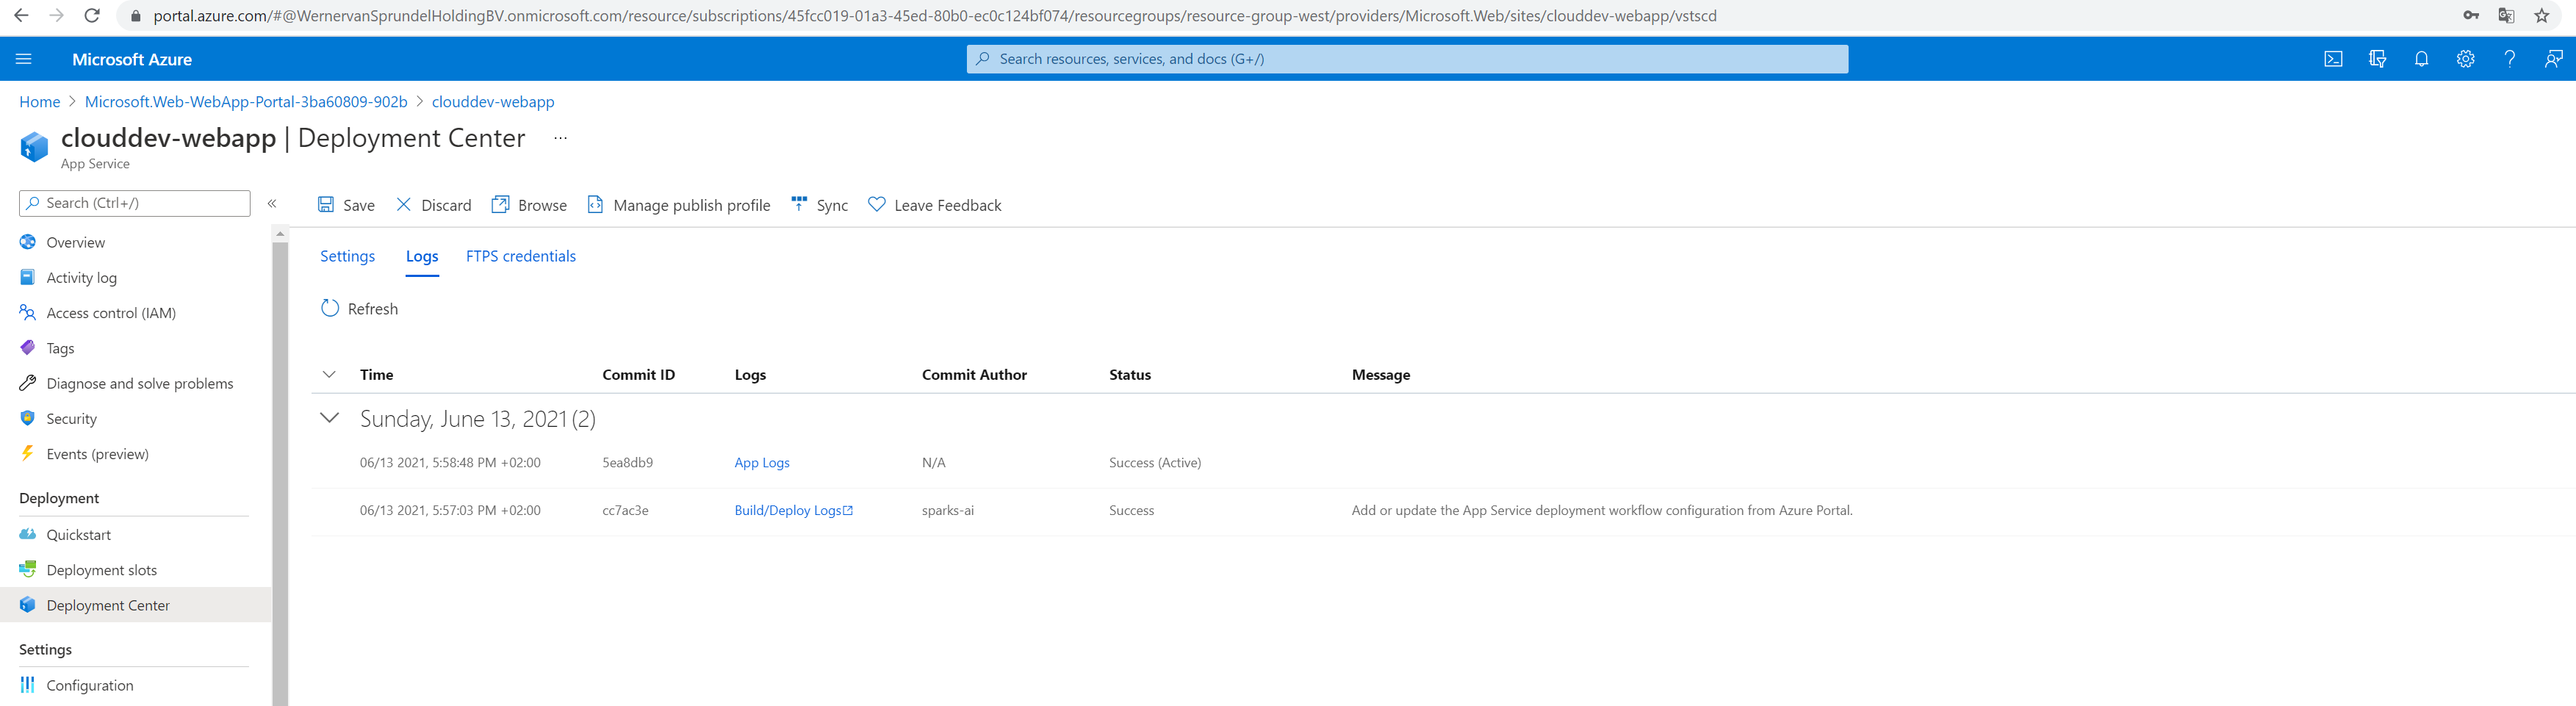 portal.azure.com/#@WernervanSprundelHoldingBV.onmicrosoft.com/resource/subscriptions/45fcc019-01a3-45ed-80b0-ec0c124bf074/resourcegroups/resource-group-west/providers/Microsoft.Web/sites/clouddev-webapp/vstscd
Microsoft Azure
Search resources, services, and docs (G+/)
Home > Microsoft.Web-WebApp-Portal-3ba60809-902b > clouddev-webapp
clouddev-webapp | Deployment Center ...
App Service
Search (Ctrl+/)
Overview
Activity log
Access control (IAM)
Tags
Diagnose and solve problems
Security
Events (preview)
Deployment
Quickstart
Deployment slots
Deployment Center
Settings
Configuration
Save Discard Browse Manage publish profile Sync Leave Feedback
Settings Logs FTPS credentials
Refresh
Time Commit ID Logs Commit Author Status Message
Sunday, June 13, 2021 (2)
06/13 2021, 5:58:48 PM +02:00 5ea8db9 App Logs N/A Success (Active)
06/13 2021, 5:57:03 PM +02:00 cc7ac3e Build/Deploy Logs sparks-ai Success Add or update the App Service deployment workflow configuration from Azure Portal.